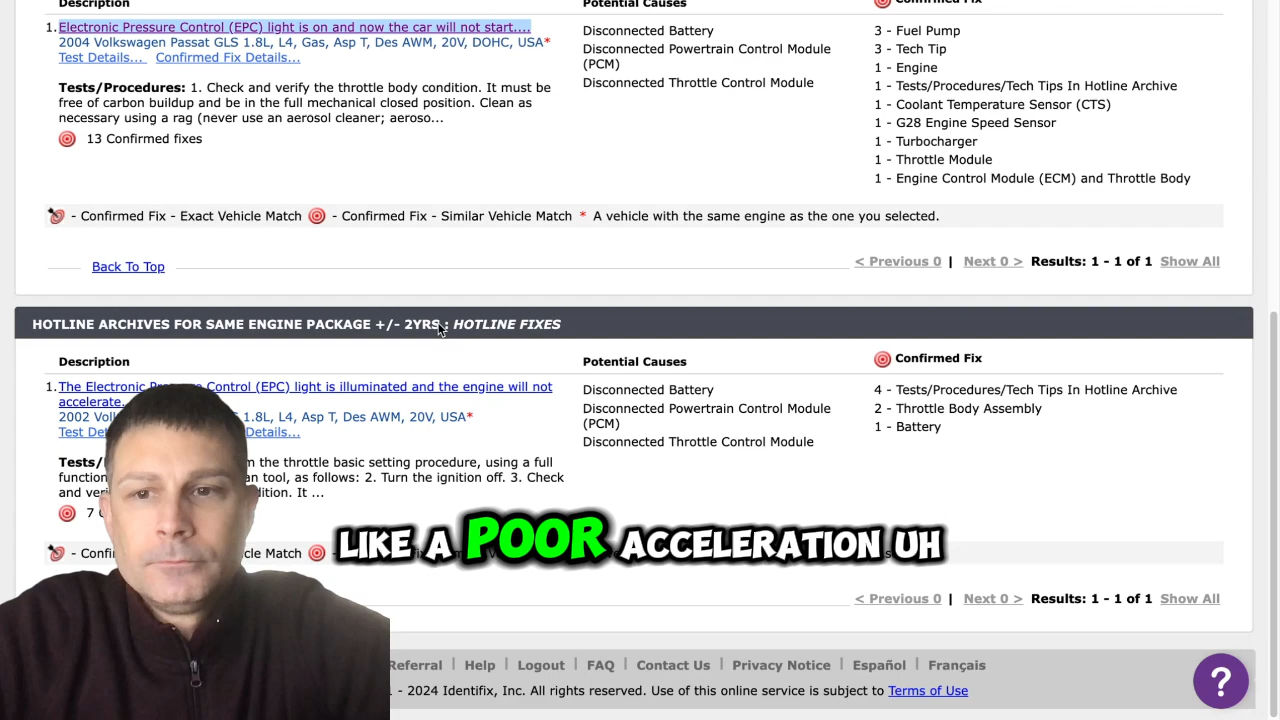 Description
Potential Causes
Confirmed Fix
1. Electronic Pressure Control (EPC) light is on and now the car will not start....
2004 Volkswagen Passat GLS 1.8L, L4, Gas, Asp T, Des AWM, 20V, DOHC, USA*
Test Details... Confirmed Fix Details...
Tests/Procedures: 1. Check and verify the throttle body condition. It must be
free of carbon buildup and be in the full mechanical closed position. Clean as
necessary using a rag (never use an aerosol cleaner; aeroso...
13 Confirmed fixes
Disconnected Battery
Disconnected Powertrain Control Module
(PCM)
Disconnected Throttle Control Module
3 - Fuel Pump
3 - Tech Tip
1 - Engine
1 - Tests/Procedures/Tech Tips In Hotline Archive
1 - Coolant Temperature Sensor (CTS)
1 - G28 Engine Speed Sensor
1 - Turbocharger
1 - Throttle Module
1 - Engine Control Module (ECM) and Throttle Body
- Confirmed Fix - Exact Vehicle Match - Confirmed Fix - Similar Vehicle Match * A vehicle with the same engine as the one you selected.
Back To Top
< Previous 0 | Next 0 > Results: 1 - 1 of 1 Show All
HOTLINE ARCHIVES FOR SAME ENGINE PACKAGE +/- 2YRS : HOTLINE FIXES
Description
Potential Causes
Confirmed Fix
1. The Electronic Pressure Control (EPC) light is illuminated and the engine will not
accelerate.
2002 1.8L, L4, Asp T, Des AWM, 20V, USA*
Test Details...
Tests/ the throttle basic setting procedure, using a full
function tool, as follows: 2. Turn the ignition off. 3. Check
and It ...
7
Disconnected Battery
Disconnected Powertrain Control Module
(PCM)
Disconnected Throttle Control Module
4 - Tests/Procedures/Tech Tips In Hotline Archive
2 - Throttle Body Assembly
1 - Battery
LIKE A POOR ACCELERATION UH
- Vehicle Match
< Previous 0 | Next 0 > Results: 1 - 1 of 1 Show All
Referral | Help | Logout | FAQ | Contact Us | Privacy Notice | Español | Français
- 2024 Identifix, Inc. All rights reserved. Use of this online service is subject to Terms of Use
?